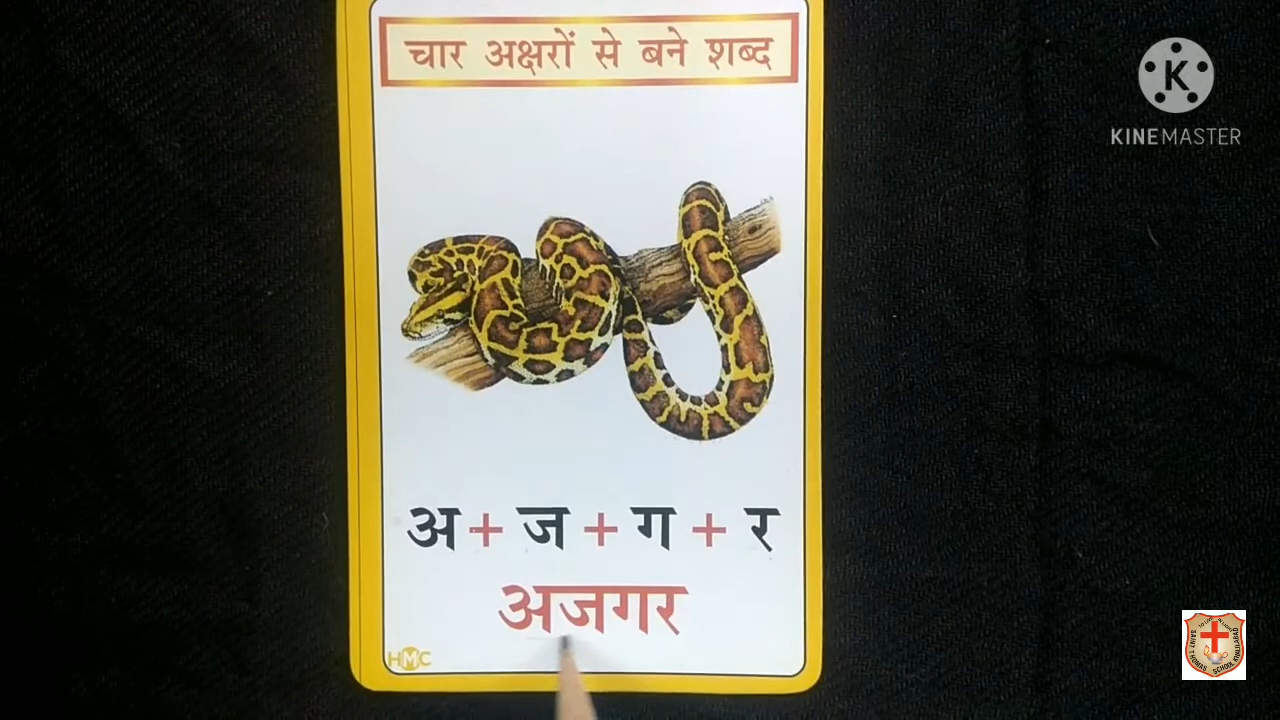 चार अक्षरों से बने शब्द
KINEMASTER
अ + ज + ग + र
अजगर
HMC